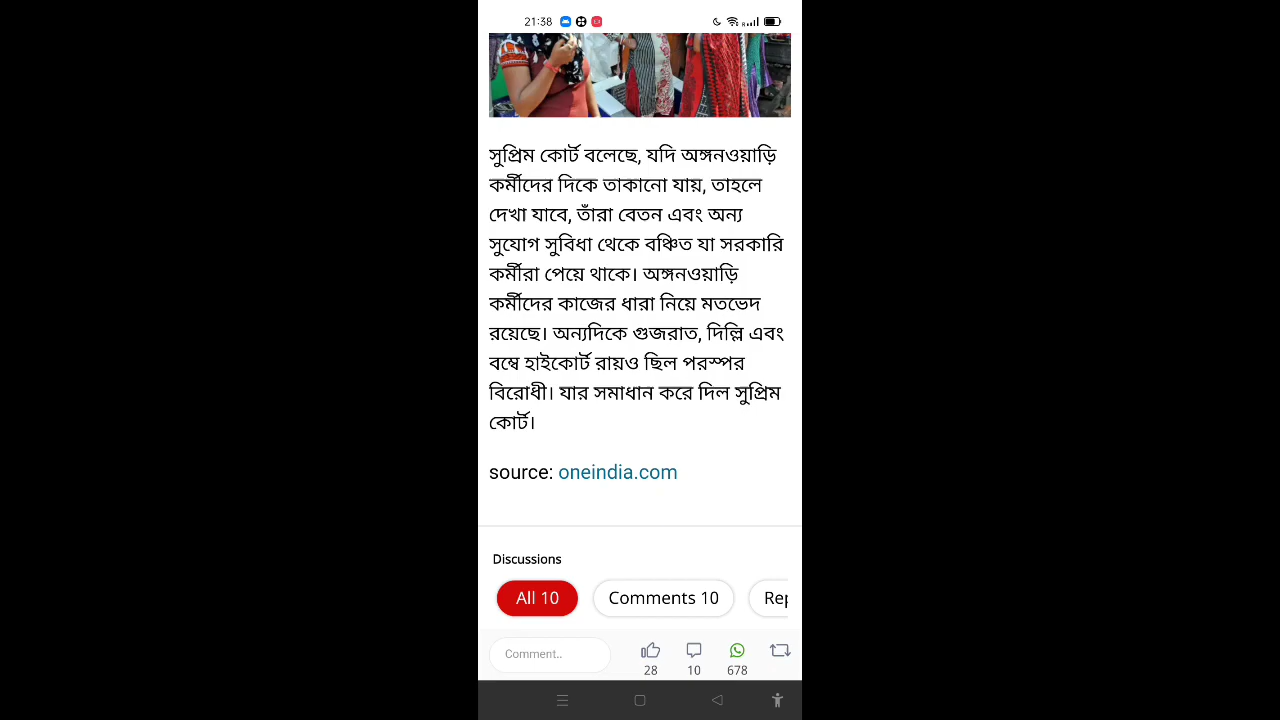 21:38
সুপ্রিম কোর্ট বলেছে, যদি অঙ্গনওয়াড়ি
কর্মীদের দিকে তাকানো যায়, তাহলে
দেখা যাবে, তাঁরা বেতন এবং অন্য
সুযোগ সুবিধা থেকে বঞ্চিত যা সরকারি
কর্মীরা পেয়ে থাকে। অঙ্গনওয়াড়ি
কর্মীদের কাজের ধারা নিয়ে মতভেদ
রয়েছে। অন্যদিকে গুজরাত, দিল্লি এবং
বম্বে হাইকোর্ট রায়ও ছিল পরস্পর
বিরোধী। যার সমাধান করে দিল সুপ্রিম
কোর্ট।
source: oneindia.com
Discussions
All 10 Comments 10 Rep
Comment..
28 10 678